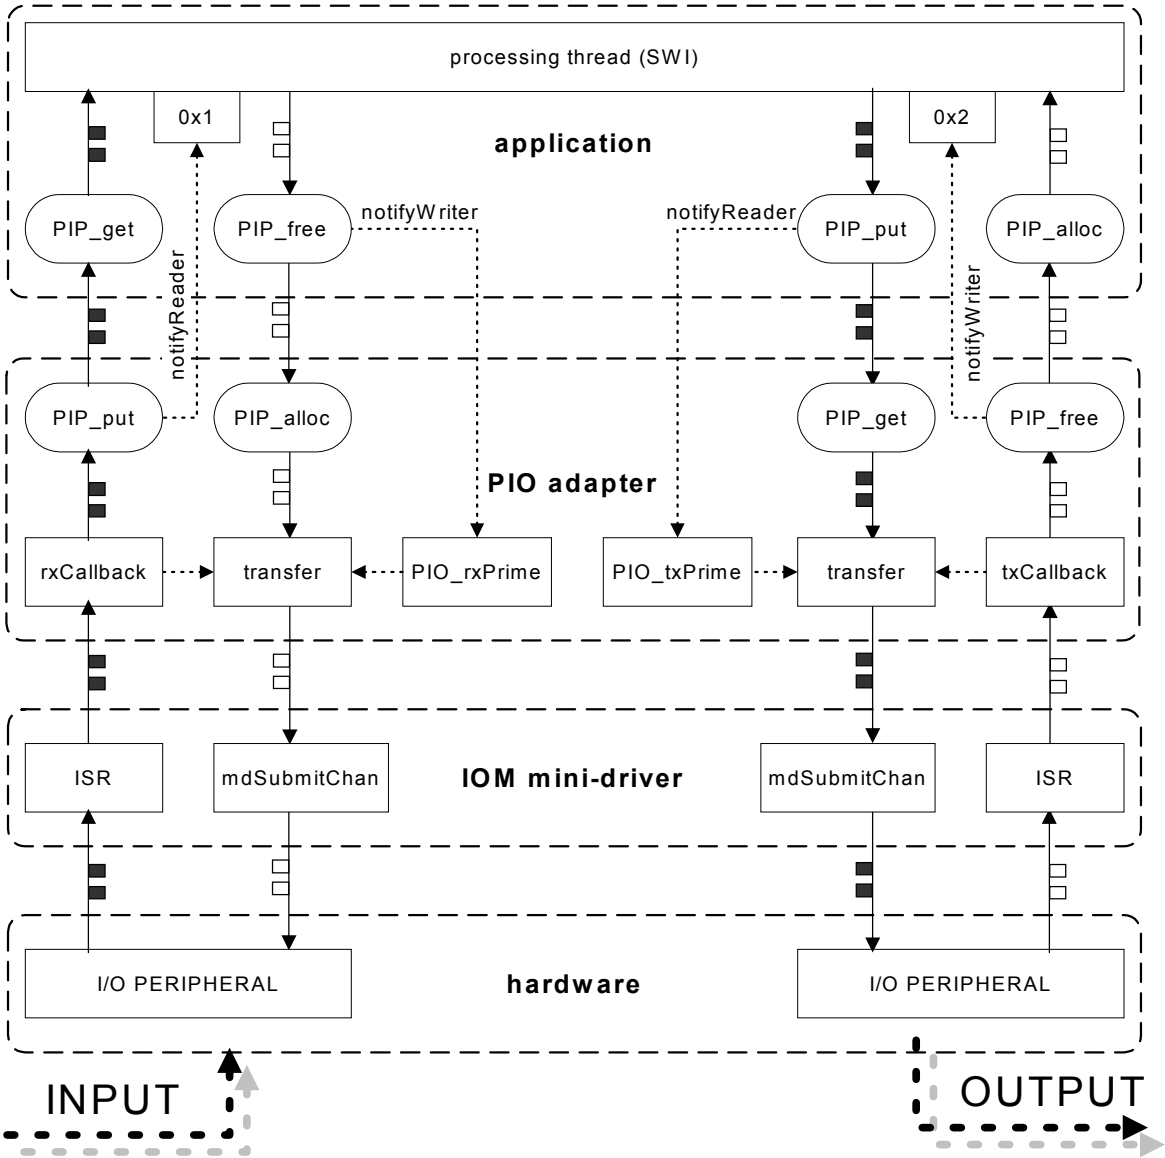 processing thread (SWI)
0x1
0x2
application
PIP_get
PIP_free
notifyWriter
notifyReader
PIP_put
PIP_alloc
notifyReader
notifyWriter
PIP_put
PIP_alloc
PIP_get
PIP_free
PIO adapter
rxCallback
transfer
PIO_rxPrime
PIO_txPrime
transfer
txCallback
ISR
mdSubmitChan
IOM mini-driver
mdSubmitChan
ISR
I/O PERIPHERAL
hardware
I/O PERIPHERAL
INPUT
OUTPUT